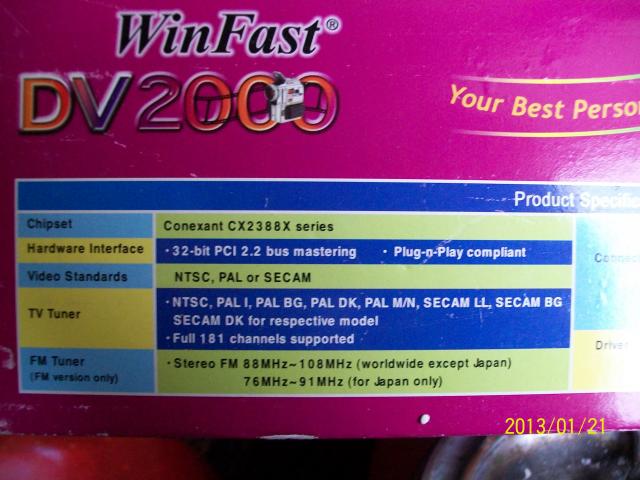 WinFast®
DV2000
Your Best
Product
Chipset
Conexant CX2388X series
Hardware Interface
· 32-bit PCI 2.2 bus mastering · Plug-n-Play compliant
Video Standards
NTSC, PAL or SECAM
TV Tuner
· NTSC, PAL I, PAL BG, PAL DK, PAL M/N, SECAM LL, SECAM BG
SECAM DK for respective model
· Full 181 channels supported
FM Tuner
(FM version only)
· Stereo FM 88MHz~108MHz (worldwide except Japan)
76MHz~91MHz (for Japan only)
Driver
2013/01/21